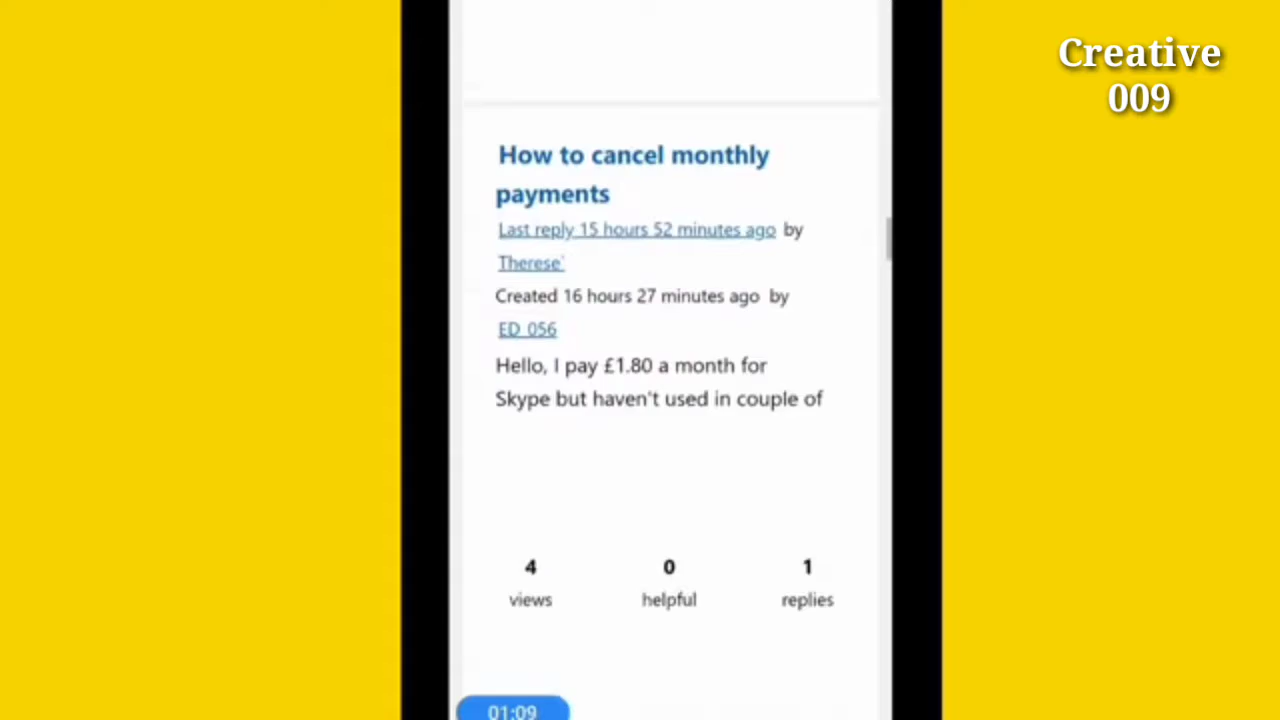 Creative
009
How to cancel monthly
payments
Last reply 15 hours 52 minutes ago by
Therese`
Created 16 hours 27 minutes ago by
ED_056
Hello, I pay £1.80 a month for
Skype but haven't used in couple of
4 0 1
views helpful replies
01:09